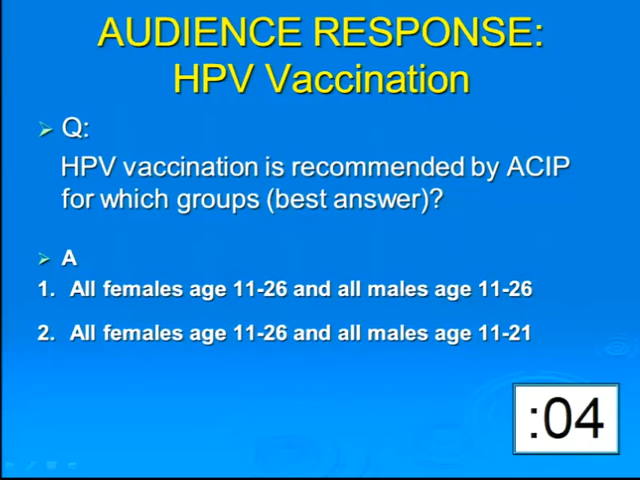 AUDIENCE RESPONSE:
HPV Vaccination
Q:
HPV vaccination is recommended by ACIP
for which groups (best answer)?
A
1. All females age 11-26 and all males age 11-26
2. All females age 11-26 and all males age 11-21
:04